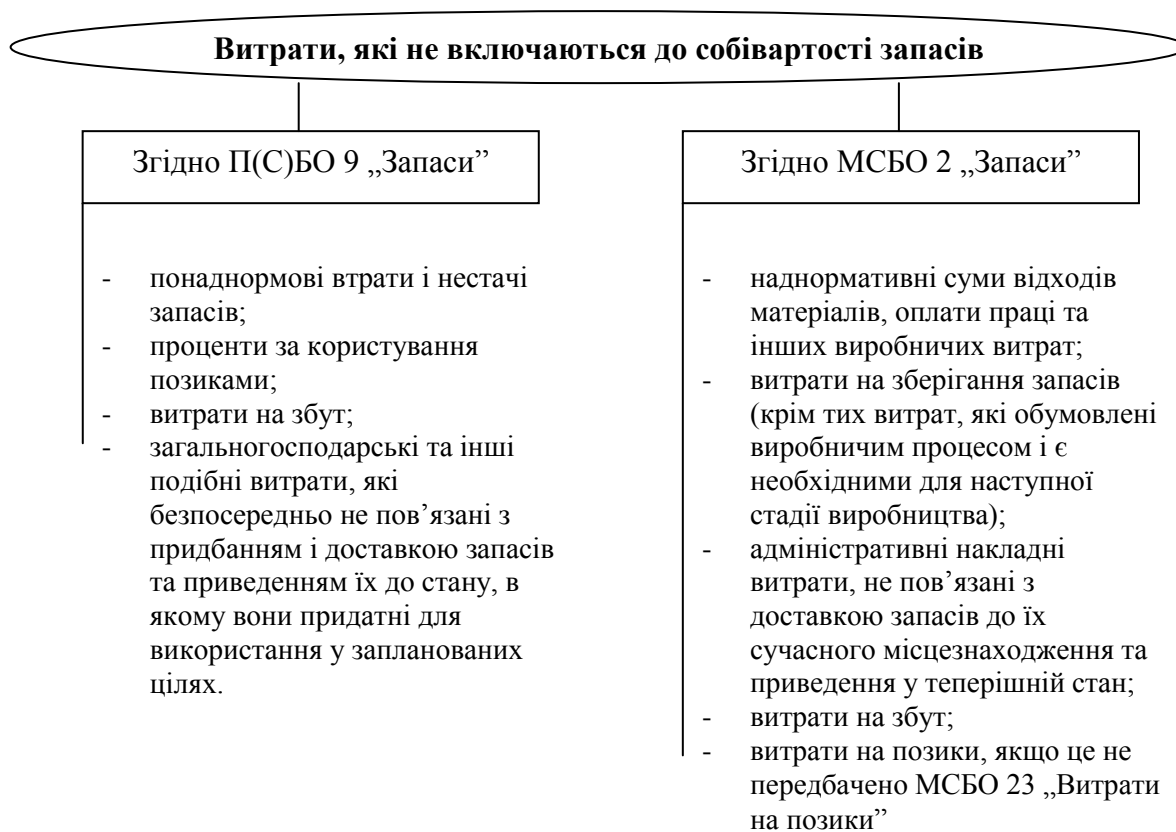 Витрати, які не включаються до собівартості запасів
Згідно П(С)БО 9 „Запаси”
- понаднормові втрати і нестачі
запасів;
- проценти за користування
позиками;
- витрати на збут;
- загальногосподарські та інші
подібні витрати, які
безпосередньо не пов’язані з
придбанням і доставкою запасів
та приведенням їх до стану, в
якому вони придатні для
використання у запланованих
цілях.
Згідно МСБО 2 „Запаси”
- наднормативні суми відходів
матеріалів, оплати праці та
інших виробничих витрат;
- витрати на зберігання запасів
(крім тих витрат, які обумовлені
виробничим процесом і є
необхідними для наступної
стадії виробництва);
- адміністративні накладні
витрати, не пов’язані з
доставкою запасів до їх
сучасного місцезнаходження та
приведення у теперішній стан;
- витрати на збут;
- витрати на позики, якщо це не
передбачено МСБО 23 „Витрати
на позики”